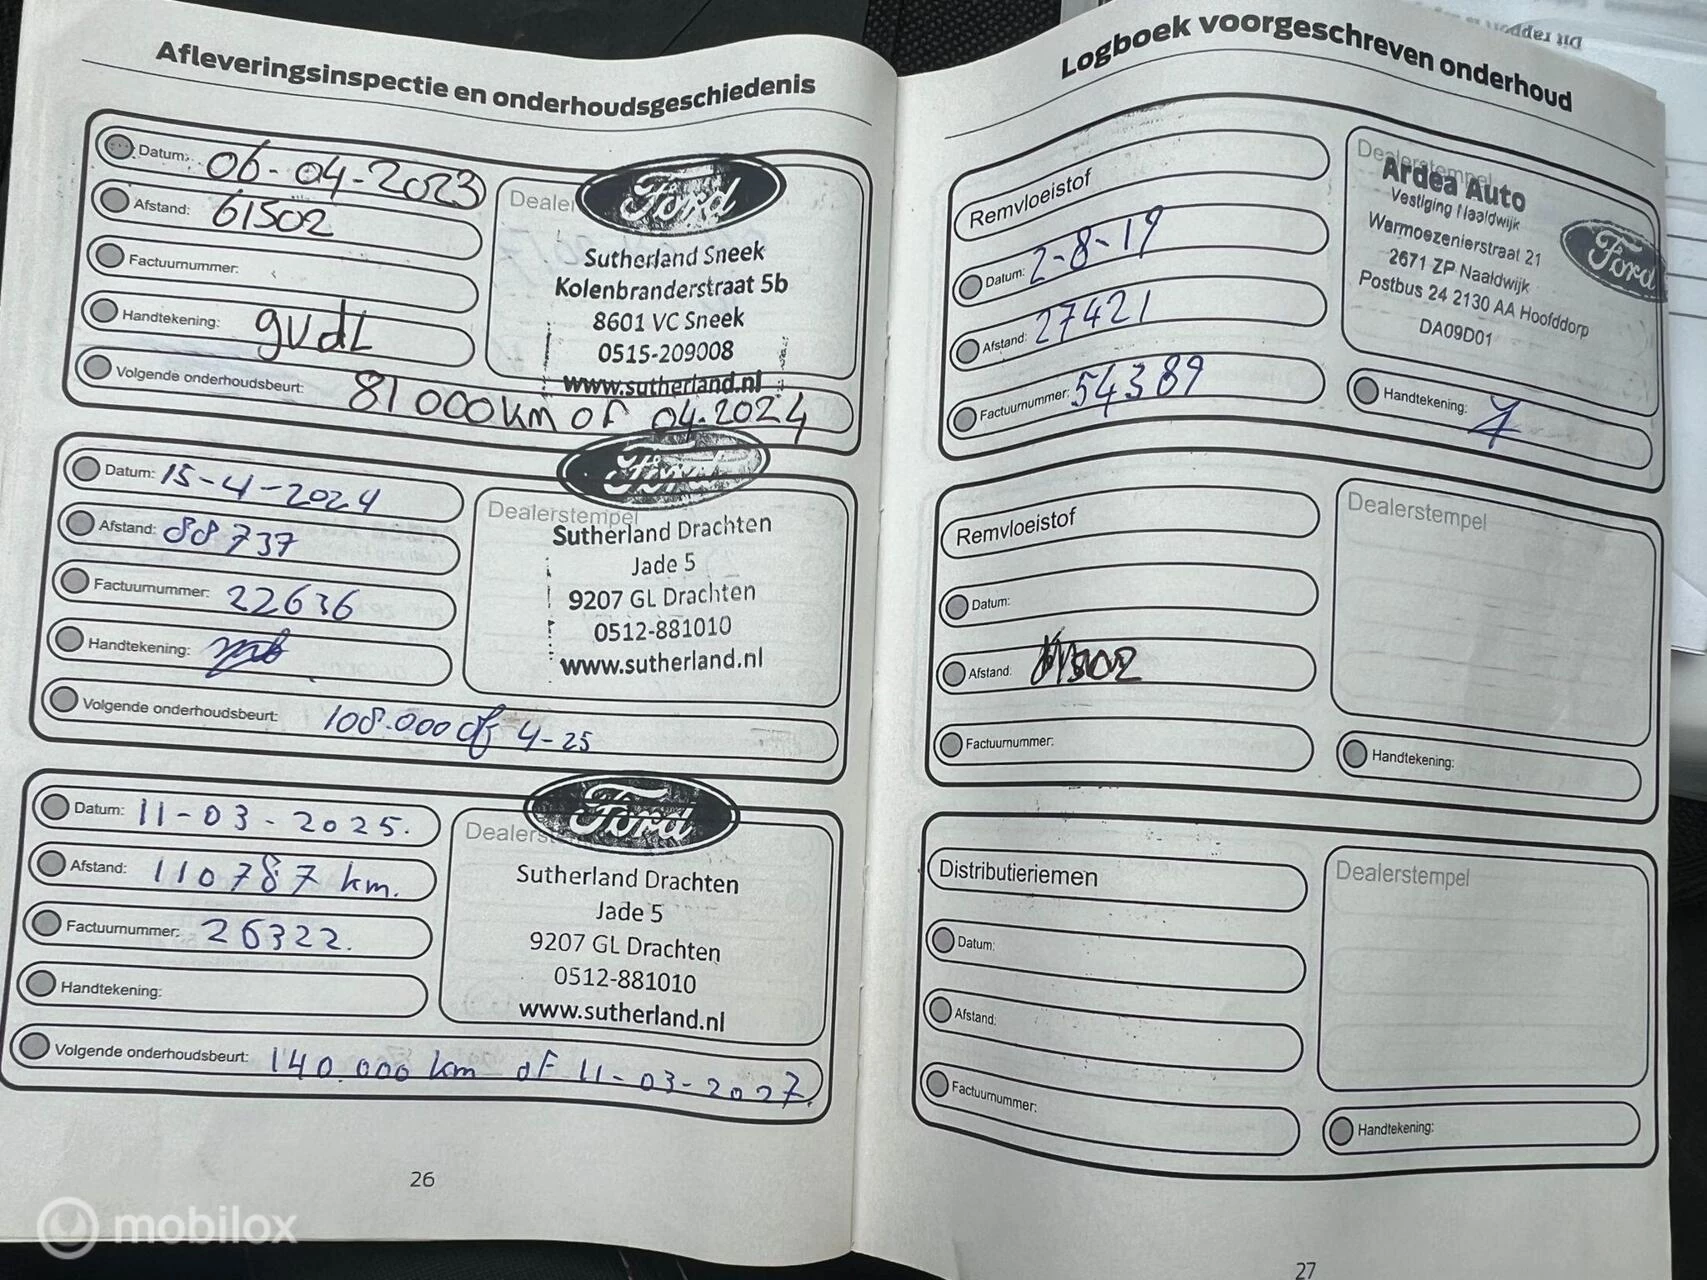 Afleveringsinspectie en onderhoudsgeschiedenis
Datum: 06-04-2023
Afstand: 61502
Factuurnummer:
Handtekening: gvdL
Volgende onderhoudsbeurt: 81000km of 04-2024
Dealer
Ford
Sutherland Sneek
Kolenbranderstraat 5b
8601 VC Sneek
0515-209008
www.sutherland.nl
Datum: 15-4-2024
Afstand: 88737
Factuurnummer: 22636
Handtekening:
Volgende onderhoudsbeurt: 108.000 of 4-25
Ford
Dealerstempel
Sutherland Drachten
Jade 5
9207 GL Drachten
0512-881010
www.sutherland.nl
Datum: 11-03-2025.
Afstand: 110787 km.
Factuurnummer: 26322.
Handtekening:
Volgende onderhoudsbeurt: 140.000 km of 11-03-2027.
Ford
Dealers
Sutherland Drachten
Jade 5
9207 GL Drachten
0512-881010
www.sutherland.nl
26
Logboek voorgeschreven onderhoud
Remvloeistof
Datum: 2-8-19
Afstand: 27421
Factuurnummer: 54389
Dealerstempel
Ardea Auto
Vestiging Naaldwijk
Warmoezenierstraat 21
2671 ZP Naaldwijk
Postbus 24 2130 AA Hoofddorp
DA09D01
Ford
Handtekening:
Remvloeistof
Datum:
Afstand: 61502
Factuurnummer:
Dealerstempel
Handtekening:
Distributieriemen
Datum:
Afstand:
Factuurnummer:
Dealerstempel
Handtekening:
27
mobilox